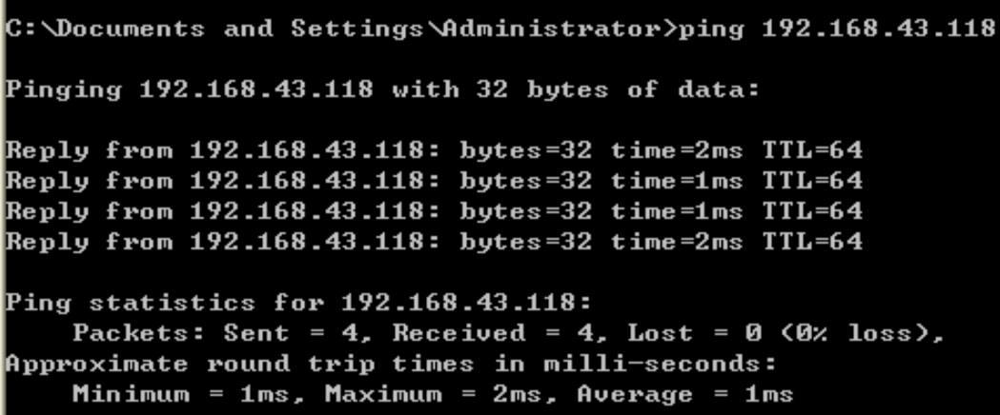 C:\Documents and Settings\Administrator>ping 192.168.43.118
Pinging 192.168.43.118 with 32 bytes of data:
Reply from 192.168.43.118: bytes=32 time=2ms TTL=64
Reply from 192.168.43.118: bytes=32 time=1ms TTL=64
Reply from 192.168.43.118: bytes=32 time=1ms TTL=64
Reply from 192.168.43.118: bytes=32 time=2ms TTL=64
Ping statistics for 192.168.43.118:
    Packets: Sent = 4, Received = 4, Lost = 0 (0% loss),
Approximate round trip times in milli-seconds:
    Minimum = 1ms, Maximum = 2ms, Average = 1ms